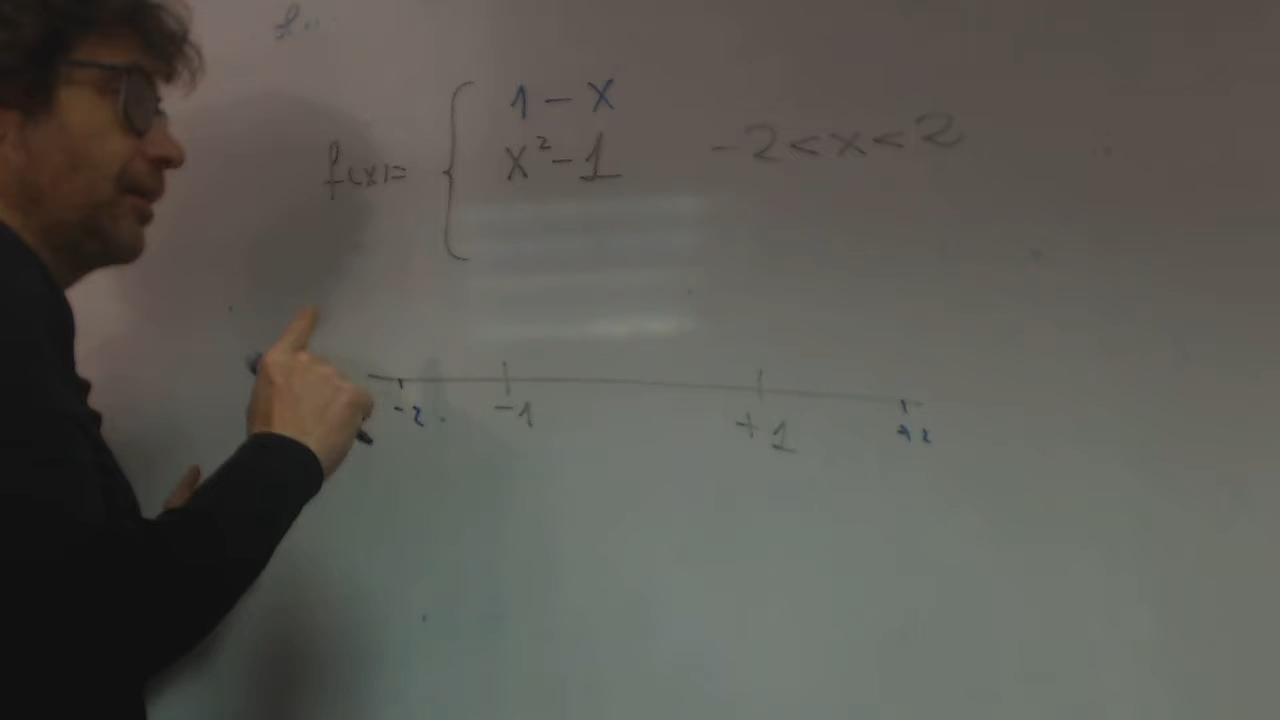 1 - x
f(x)= { x² - 1 -2 < x < 2
-2 -1 +1 +2